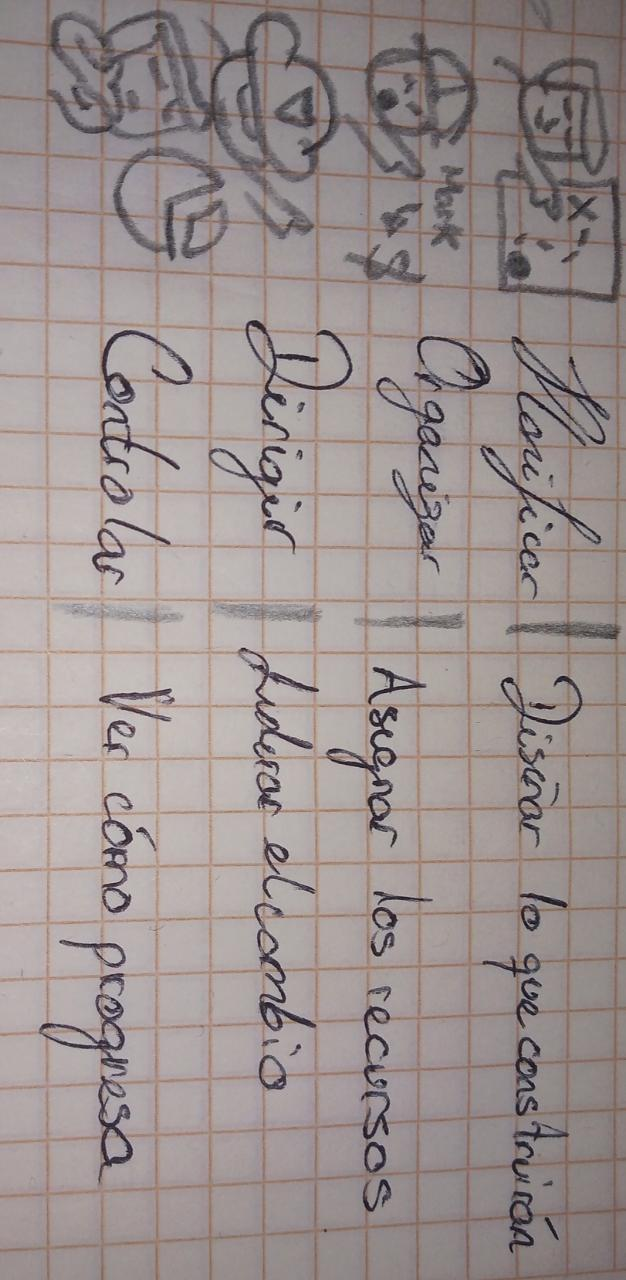 Planificar | Diseñar lo que construirán
Organizar | Asignar los recursos
Dirigir | Liderar el cambio
Controlar | Ver cómo progresa